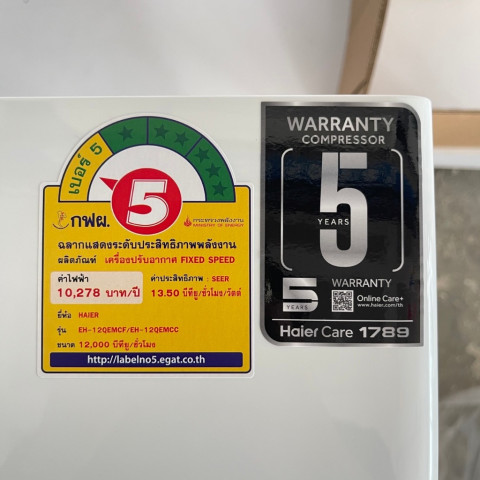 เบอร์ 5
5
กฟผ.
กระทรวงพลังงาน
MINISTRY OF ENERGY
ฉลากแสดงระดับประสิทธิภาพพลังงาน
ผลิตภัณฑ์ เครื่องปรับอากาศ FIXED SPEED
ค่าไฟฟ้า
10,278 บาท/ปี
ค่าประสิทธิภาพ : SEER
13.50 บีทียู/ชั่วโมง/วัตต์
ยี่ห้อ HAIER
รุ่น EH-12QEMCF/EH-12QEMCC
ขนาด 12,000 บีทียู/ชั่วโมง
http://labelno5.egat.co.th
WARRANTY
COMPRESSOR
5
YEARS
5
YEARS
WARRANTY
Online Care+
www.haier.com/th
Haier Care 1789